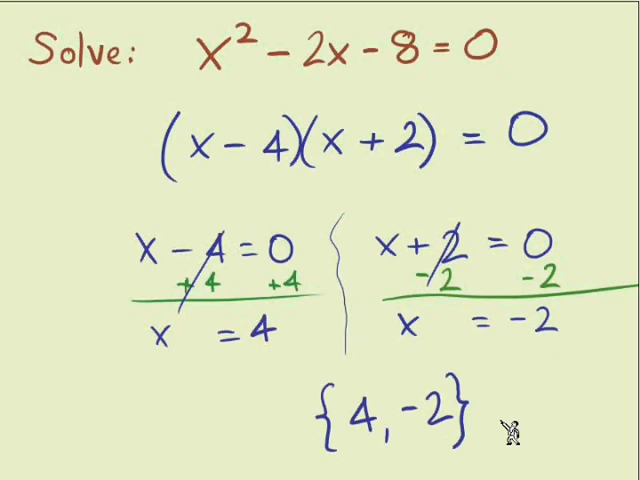 Solve: x² - 2x - 8 = 0
(x - 4)(x + 2) = 0
x - 4 = 0
+ 4 +4
x = 4
x + 2 = 0
- 2 - 2
x = - 2
{4, -2}